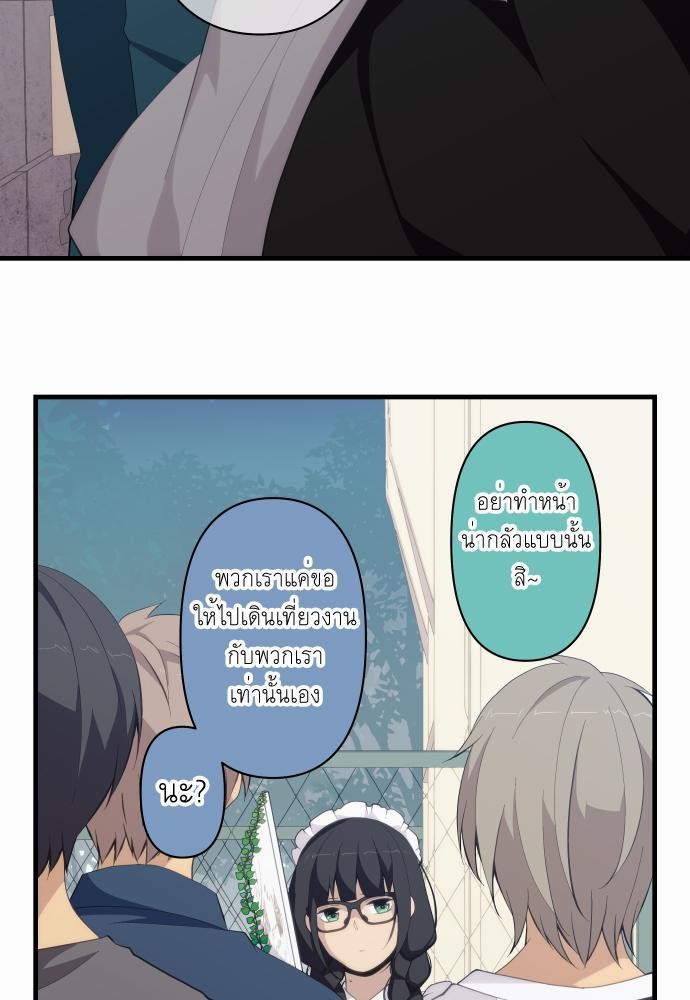 อย่าทำหน้า
น่ากลัวแบบนั้น
สิ~
พวกเราแค่ขอ
ให้ไปเดินเที่ยวงาน
กับพวกเรา
เท่านั้นเอง
นะ?